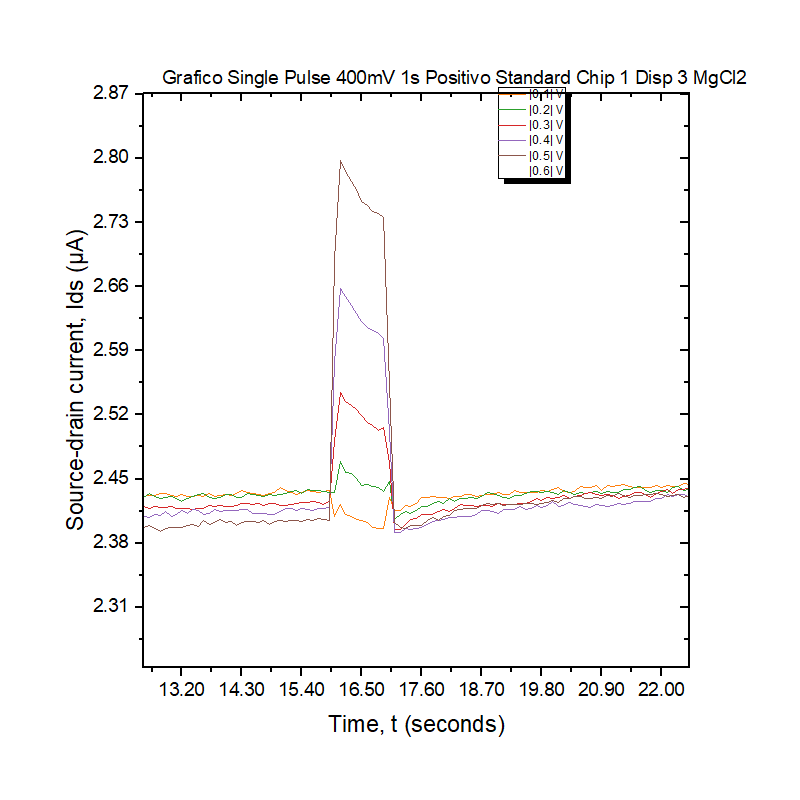 Grafico Single Pulse 400mV 1s Positivo Standard Chip 1 Disp 3 MgCl2
|0.1| V
|0.2| V
|0.3| V
|0.4| V
|0.5| V
|0.6| V
2.87
2.80
2.73
2.66
2.59
2.52
2.45
2.38
2.31
Source-drain current, Ids (μA)
13.20 14.30 15.40 16.50 17.60 18.70 19.80 20.90 22.00
Time, t (seconds)